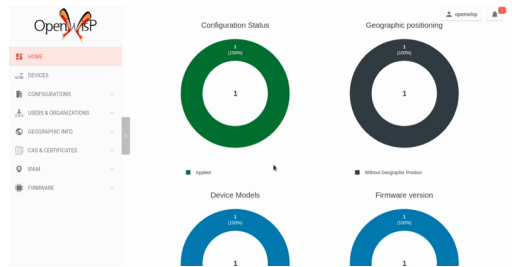 OpenWISP
openwisp
1
HOME
DEVICES
CONFIGURATIONS
USERS & ORGANIZATIONS
GEOGRAPHIC INFO
CAS & CERTIFICATES
IPAM
FIRMWARE
Configuration Status
1
(100%)
1
Applied
Geographic positioning
1
(100%)
1
Without Geographic Position
Device Models
1
(100%)
1
Firmware version
1
(100%)
1